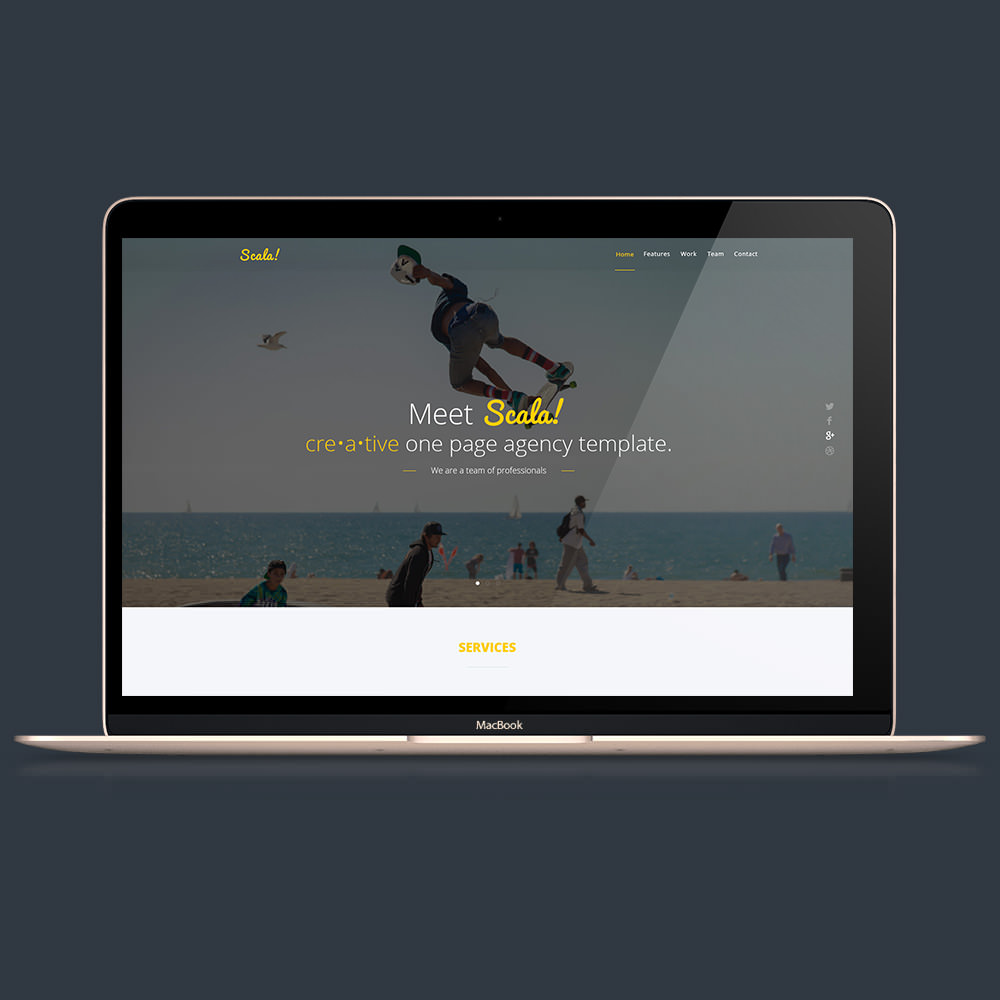 Scala!
Home Features Work Team Contact
Meet Scala!
cre•a•tive one page agency template.
We are a team of professionals
SERVICES
MacBook